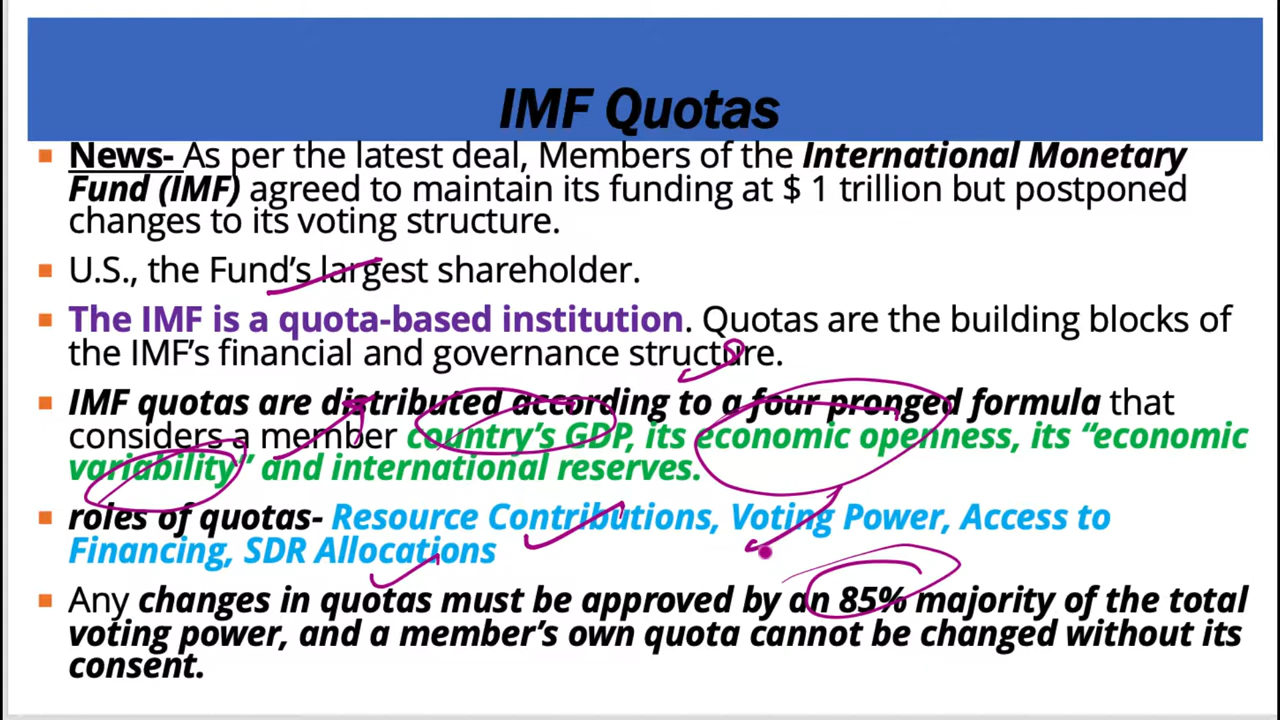 IMF Quotas
News- As per the latest deal, Members of the International Monetary
Fund (IMF) agreed to maintain its funding at $ 1 trillion but postponed
changes to its voting structure.
U.S., the Fund's largest shareholder.
The IMF is a quota-based institution. Quotas are the building blocks of
the IMF's financial and governance structure.
IMF quotas are distributed according to a four pronged formula that
considers a member country's GDP, its economic openness, its "economic
variability" and international reserves.
roles of quotas- Resource Contributions, Voting Power, Access to
Financing, SDR Allocations
Any changes in quotas must be approved by an 85% majority of the total
voting power, and a member's own quota cannot be changed without its
consent.